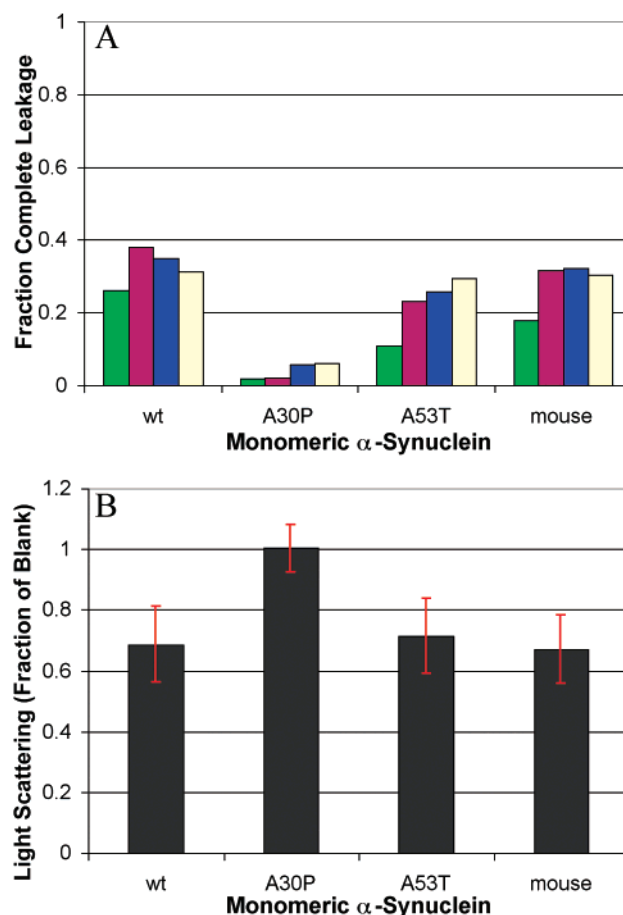 A
1
0.8
0.6
0.4
0.2
0
Fraction Complete Leakage
wt A30P A53T mouse
Monomeric α-Synuclein
B
1.2
1
0.8
0.6
0.4
0.2
0
Light Scattering (Fraction of Blank)
wt A30P A53T mouse
Monomeric α-Synuclein